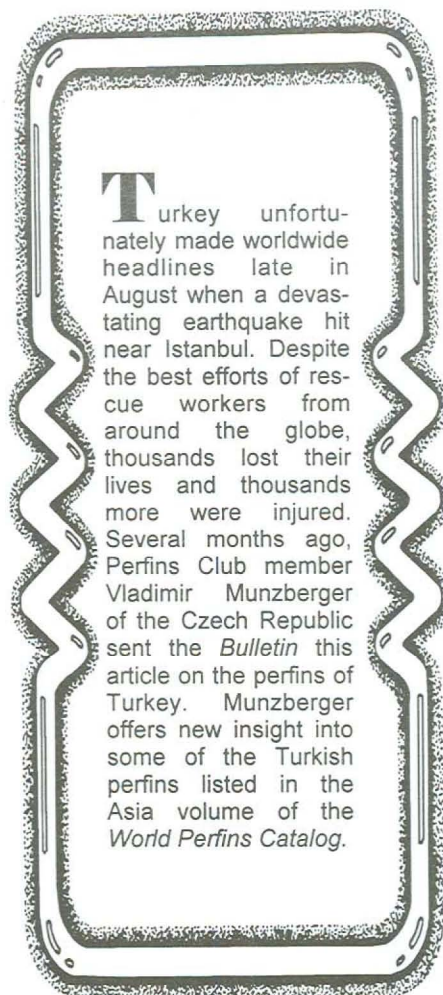 Turkey unfortu-
nately made worldwide
headlines late in
August when a devas-
tating earthquake hit
near Istanbul. Despite
the best efforts of res-
cue workers from
around the globe,
thousands lost their
lives and thousands
more were injured.
Several months ago,
Perfins Club member
Vladimir Munzberger
of the Czech Republic
sent the Bulletin this
article on the perfins of
Turkey. Munzberger
offers new insight into
some of the Turkish
perfins listed in the
Asia volume of the
World Perfins Catalog.